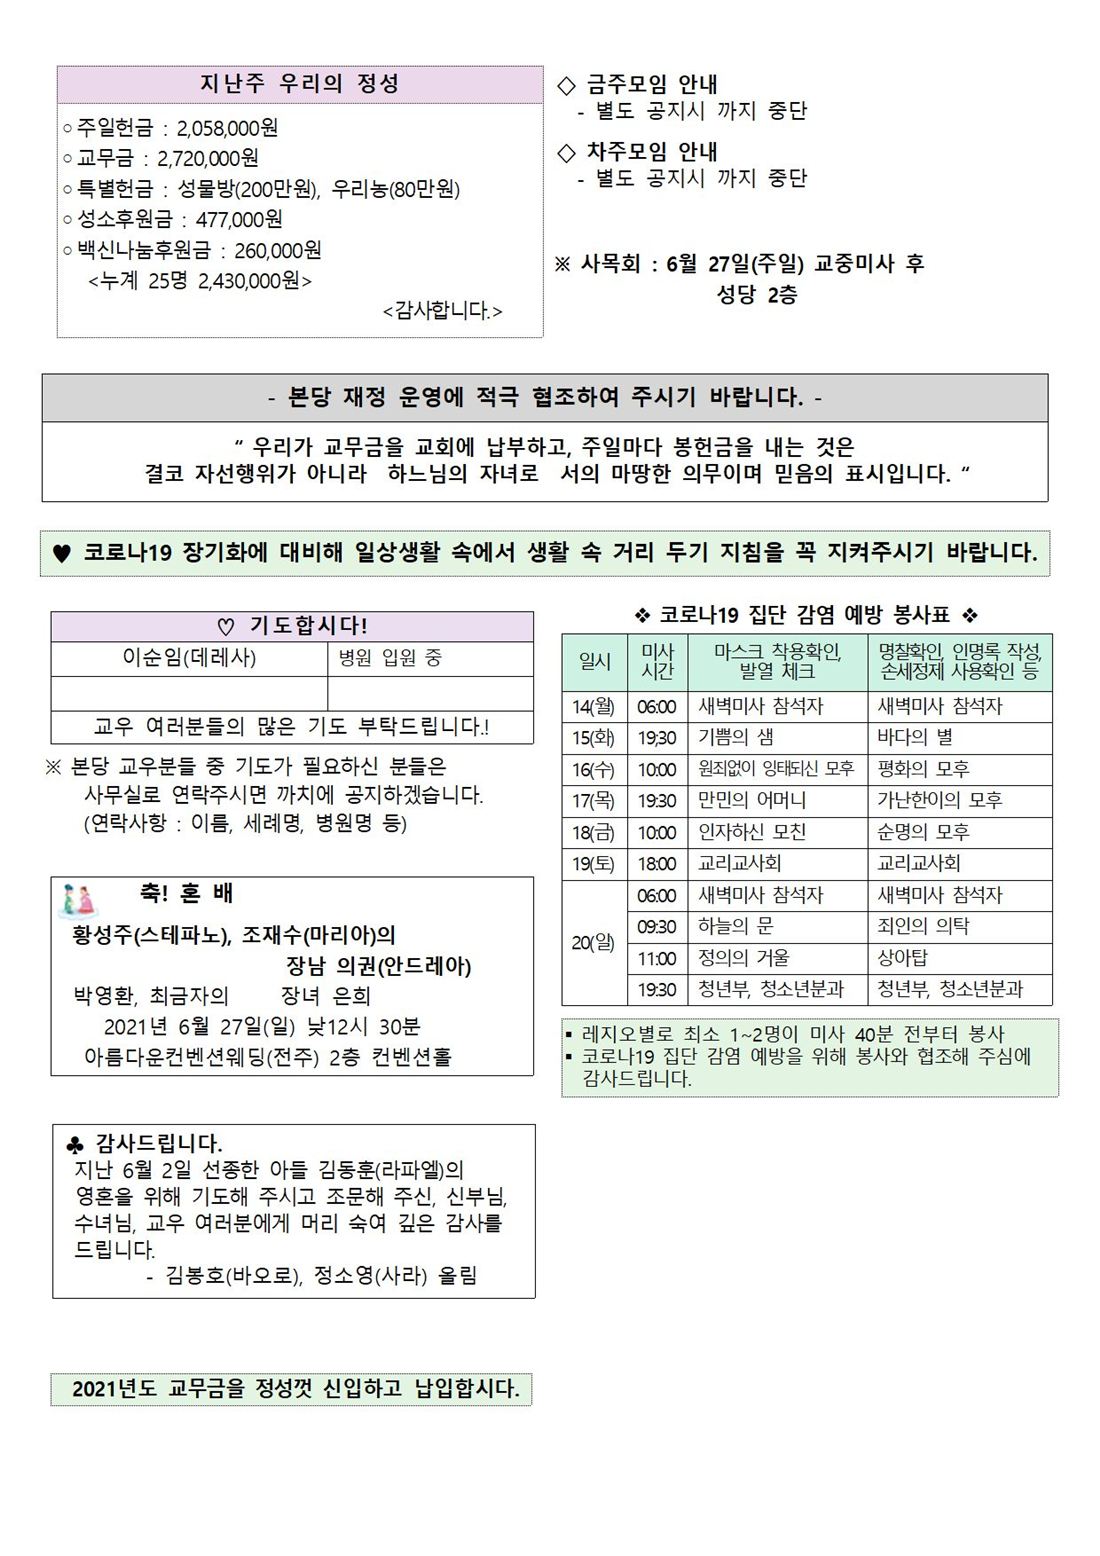 지난주 우리의 정성
○ 주일헌금 : 2,058,000원
○ 교무금 : 2,720,000원
○ 특별헌금 : 성물방(200만원), 우리농(80만원)
○ 성소후원금 : 477,000원
○ 백신나눔후원금 : 260,000원
<누계 25명 2,430,000원>
<감사합니다.>
◇ 금주모임 안내
- 별도 공지시 까지 중단
◇ 차주모임 안내
- 별도 공지시 까지 중단
※ 사목회 : 6월 27일(주일) 교중미사 후
성당 2층
- 본당 재정 운영에 적극 협조하여 주시기 바랍니다. -
“ 우리가 교무금을 교회에 납부하고, 주일마다 봉헌금을 내는 것은
결코 자선행위가 아니라 하느님의 자녀로 서의 마땅한 의무이며 믿음의 표시입니다. “
♥ 코로나19 장기화에 대비해 일상생활 속에서 생활 속 거리 두기 지침을 꼭 지켜주시기 바랍니다.
♡ 기도합시다!
이순임(데레사) 병원 입원 중
교우 여러분들의 많은 기도 부탁드립니다.!
※ 본당 교우분들 중 기도가 필요하신 분들은
사무실로 연락주시면 까치에 공지하겠습니다.
(연락사항 : 이름, 세례명, 병원명 등)
축! 혼 배
황성주(스테파노), 조재수(마리아)의
장남 의권(안드레아)
박영환, 최금자의 장녀 은희
2021년 6월 27일(일) 낮12시 30분
아름다운컨벤션웨딩(전주) 2층 컨벤션홀
♣ 감사드립니다.
지난 6월 2일 선종한 아들 김동훈(라파엘)의
영혼을 위해 기도해 주시고 조문해 주신, 신부님,
수녀님, 교우 여러분에게 머리 숙여 깊은 감사를
드립니다.
- 김봉호(바오로), 정소영(사라) 올림
2021년도 교무금을 정성껏 신입하고 납입합시다.
❖ 코로나19 집단 감염 예방 봉사표 ❖
일시 미사 시간 마스크 착용확인, 발열 체크 명찰확인, 인명록 작성, 손세정제 사용확인 등
14(월) 06:00 새벽미사 참석자 새벽미사 참석자
15(화) 19;30 기쁨의 샘 바다의 별
16(수) 10:00 원죄없이 잉태되신 모후 평화의 모후
17(목) 19:30 만민의 어머니 가난한이의 모후
18(금) 10:00 인자하신 모친 순명의 모후
19(토) 18:00 교리교사회 교리교사회
20(일) 06:00 새벽미사 참석자 새벽미사 참석자
09:30 하늘의 문 죄인의 의탁
11:00 정의의 거울 상아탑
19:30 청년부, 청소년분과 청년부, 청소년분과
▪ 레지오별로 최소 1~2명이 미사 40분 전부터 봉사
▪ 코로나19 집단 감염 예방을 위해 봉사와 협조해 주심에
감사드립니다.